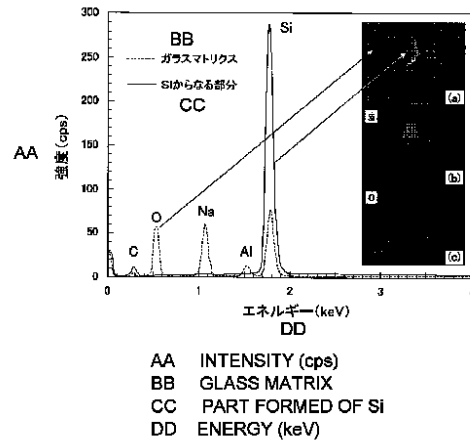 300
250
200
150
100
50
0
AA
強度(cps)
BB
ガラスマトリクス
SIからなる部分
CC
C
O
Na
Al
Si
(a)
Si
(b)
O
(c)
0
1
2
3
4
エネルギー(keV)
DD
AA INTENSITY (cps)
BB GLASS MATRIX
CC PART FORMED OF Si
DD ENERGY (keV)